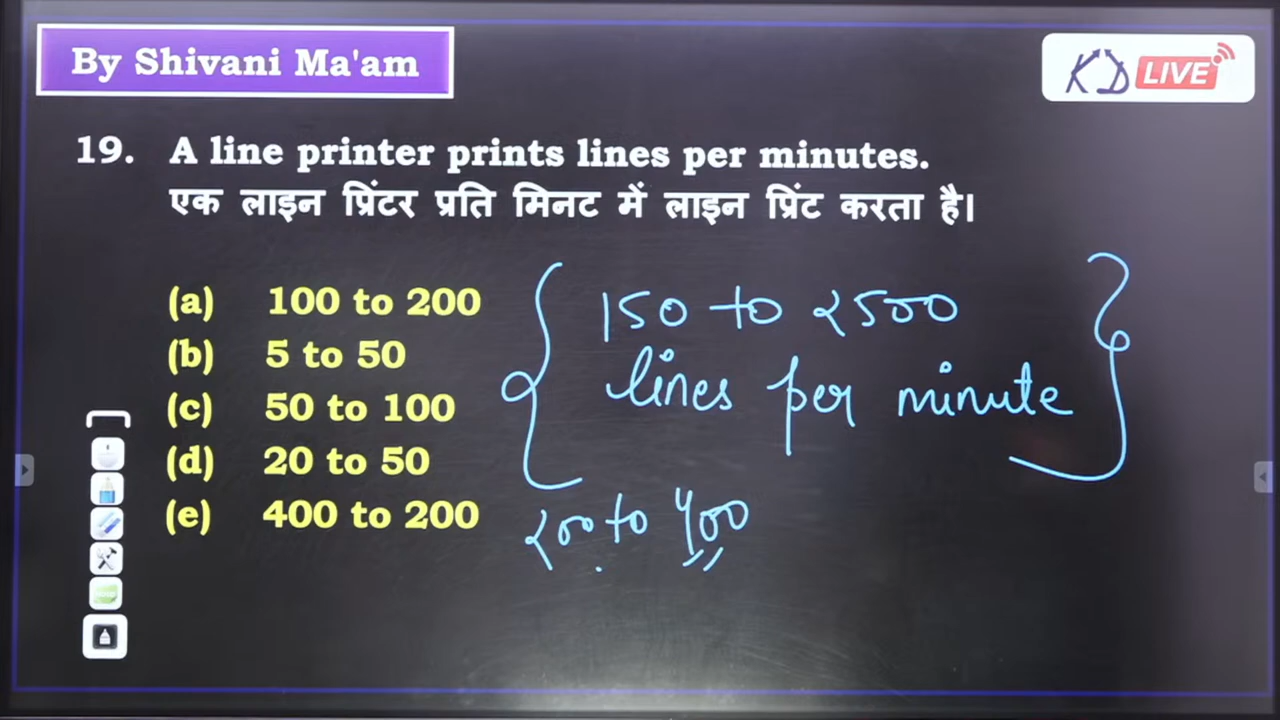 By Shivani Ma'am
KD LIVE
19. A line printer prints lines per minutes.
एक लाइन प्रिंटर प्रति मिनट में लाइन प्रिंट करता है।
(a) 100 to 200
(b) 5 to 50
(c) 50 to 100
(d) 20 to 50
(e) 400 to 200
150 to 2500
lines per minute
200 to 400